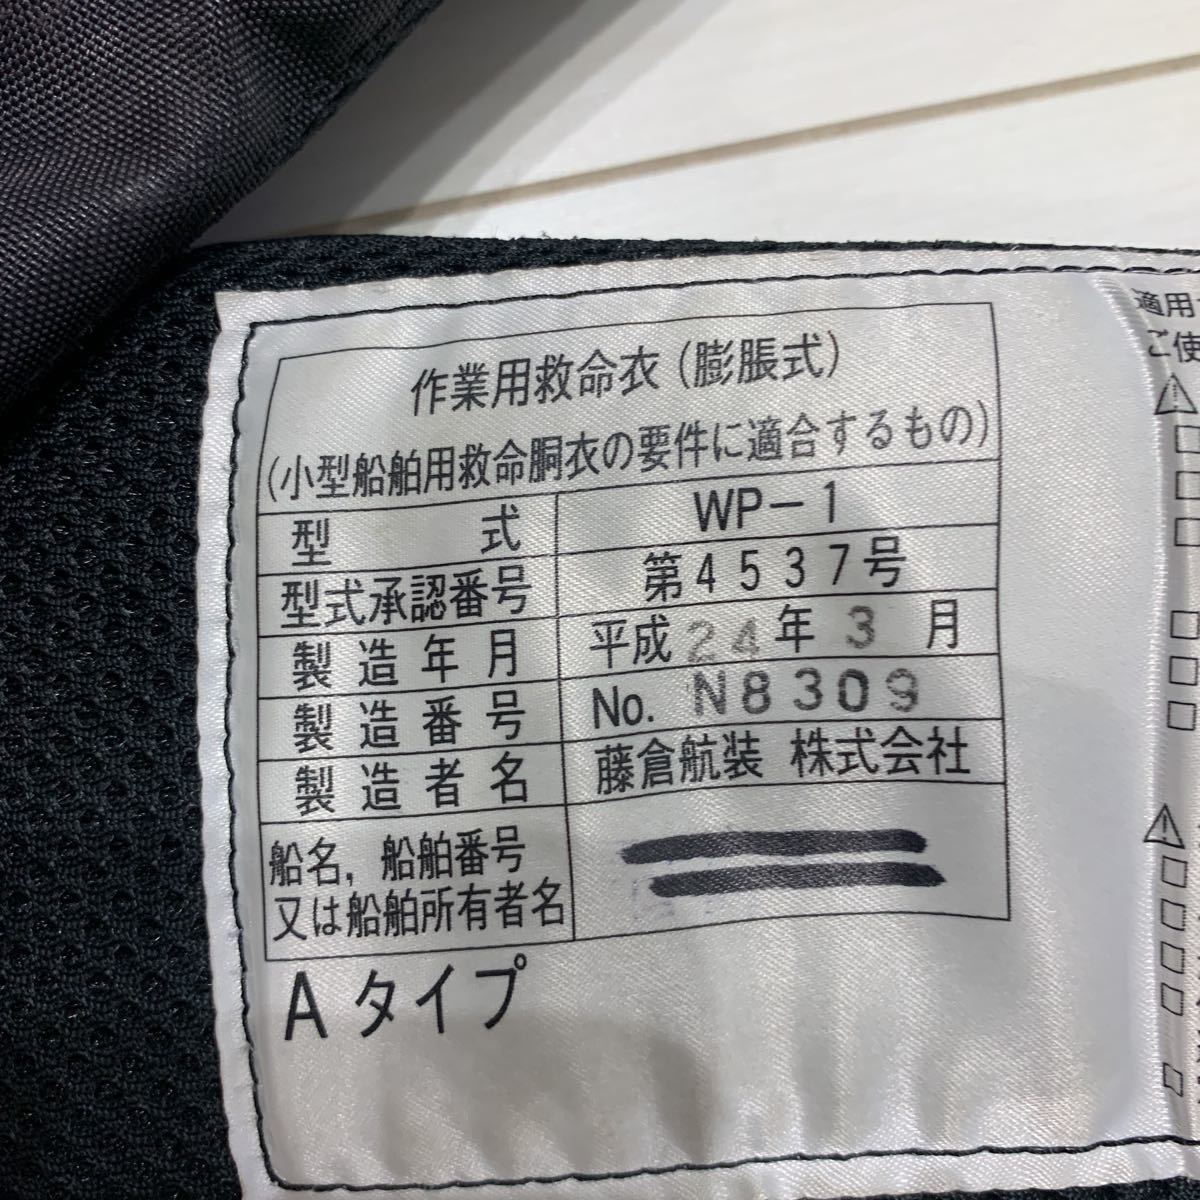 作業用救命衣(膨脹式)
(小型船舶用救命胴衣の要件に適合するもの)
型式 WP-1
型式承認番号 第4537号
製造年月 平成24年3月
製造番号 No. N8309
製造者名 藤倉航装 株式会社
船名, 船舶番号
又は船舶所有者名
Aタイプ
適用
ご使